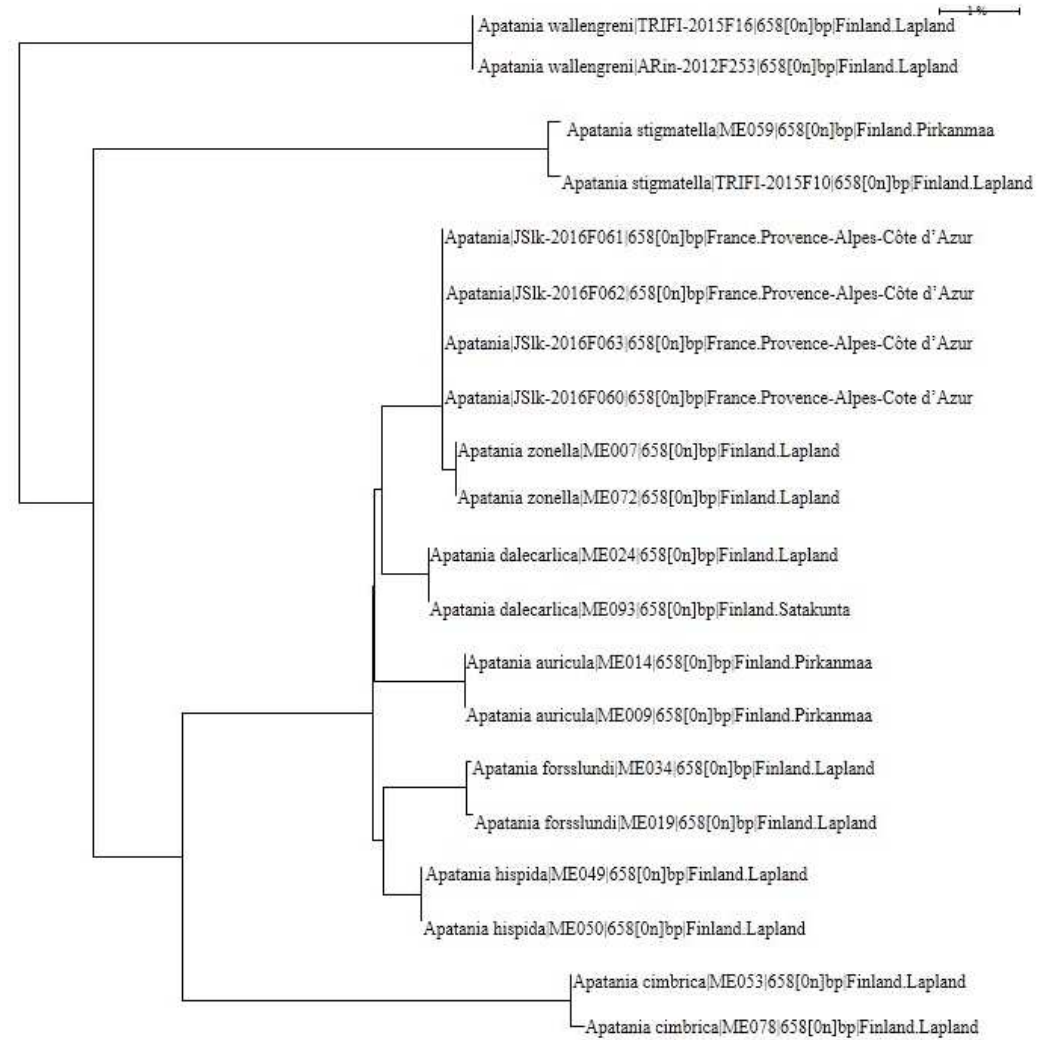 1 %
Apatania wallengreni|TRIFI-2015F16|658[0n]bp|Finland.Lapland
Apatania wallengreni|ARin-2012F253|658[0n]bp|Finland.Lapland
Apatania stigmatella|ME059|658[0n]bp|Finland.Pirkanmaa
Apatania stigmatella|TRIFI-2015F10|658[0n]bp|Finland.Lapland
Apatania|JSlk-2016F061|658[0n]bp|France.Provence-Alpes-Côte d’Azur
Apatania|JSlk-2016F062|658[0n]bp|France.Provence-Alpes-Côte d’Azur
Apatania|JSlk-2016F063|658[0n]bp|France.Provence-Alpes-Côte d’Azur
Apatania|JSlk-2016F060|658[0n]bp|France.Provence-Alpes-Cote d’Azur
Apatania zonella|ME007|658[0n]bp|Finland.Lapland
Apatania zonella|ME072|658[0n]bp|Finland.Lapland
Apatania dalecarlica|ME024|658[0n]bp|Finland.Lapland
Apatania dalecarlica|ME093|658[0n]bp|Finland.Satakunta
Apatania auricula|ME014|658[0n]bp|Finland.Pirkanmaa
Apatania auricula|ME009|658[0n]bp|Finland.Pirkanmaa
Apatania forsslundi|ME034|658[0n]bp|Finland.Lapland
Apatania forsslundi|ME019|658[0n]bp|Finland.Lapland
Apatania hispida|ME049|658[0n]bp|Finland.Lapland
Apatania hispida|ME050|658[0n]bp|Finland.Lapland
Apatania cimbrica|ME053|658[0n]bp|Finland.Lapland
Apatania cimbrica|ME078|658[0n]bp|Finland.Lapland